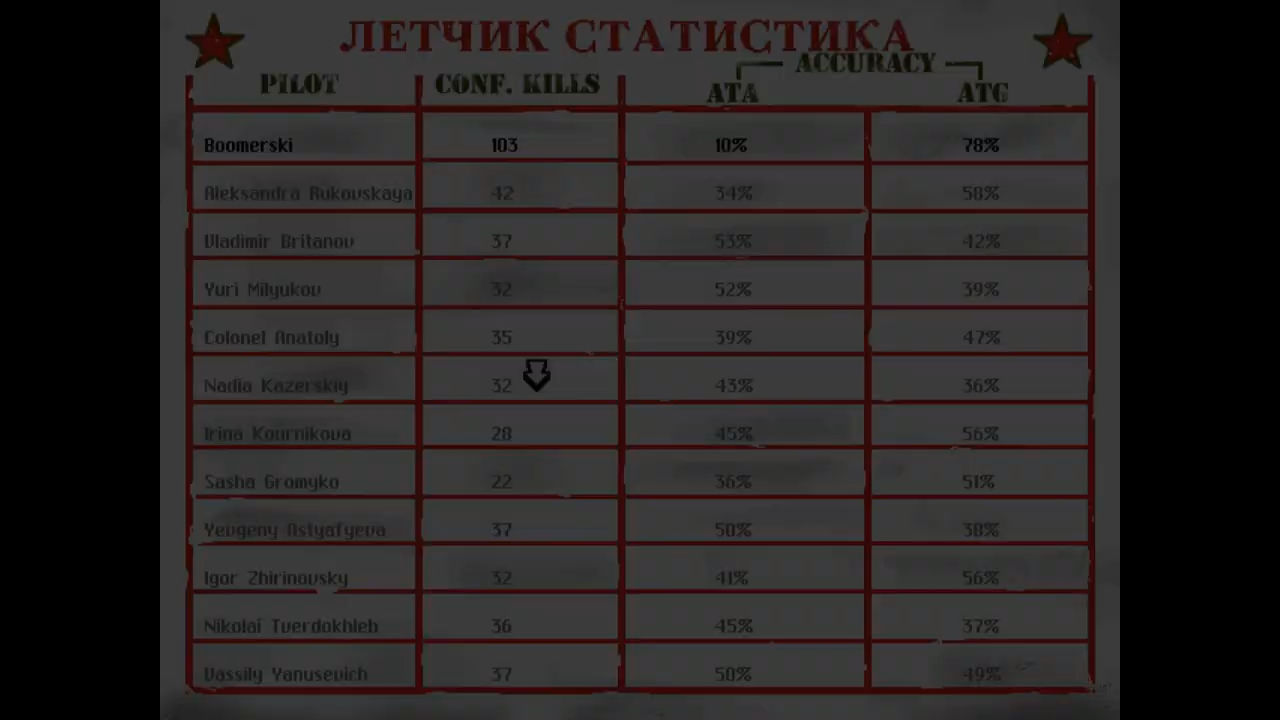 ЛЕТЧИК СТАТИСТИКА
ACCURACY
PILOT CONF. KILLS ATA ATG
Boomerski 103 10% 78%
Aleksandra Rukovskaya 42 34% 58%
Vladimir Britanov 37 53% 42%
Yuri Milyukov 32 52% 39%
Colonel Anatoly 35 39% 47%
Nadia Kazerskiy 32 43% 36%
Irina Kournikova 28 45% 56%
Sasha Gromyko 22 36% 51%
Yevgeny Astyafyeva 37 50% 38%
Igor Zhirinovsky 32 41% 56%
Nikolai Tverdokhleb 36 45% 37%
Vassily Yanusevich 37 50% 49%